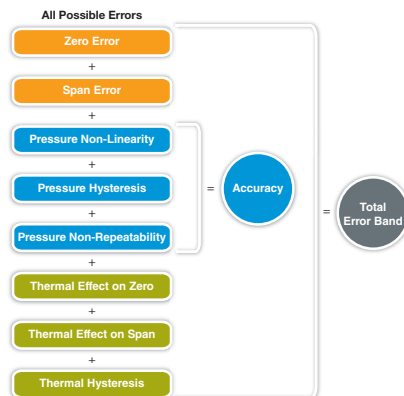 All Possible Errors
Zero Error
+
Span Error
+
Pressure Non-Linearity
+
Pressure Hysteresis
=
Accuracy
+
Pressure Non-Repeatability
+
Thermal Effect on Zero
+
Thermal Effect on Span
+
Thermal Hysteresis
=
Total
Error Band